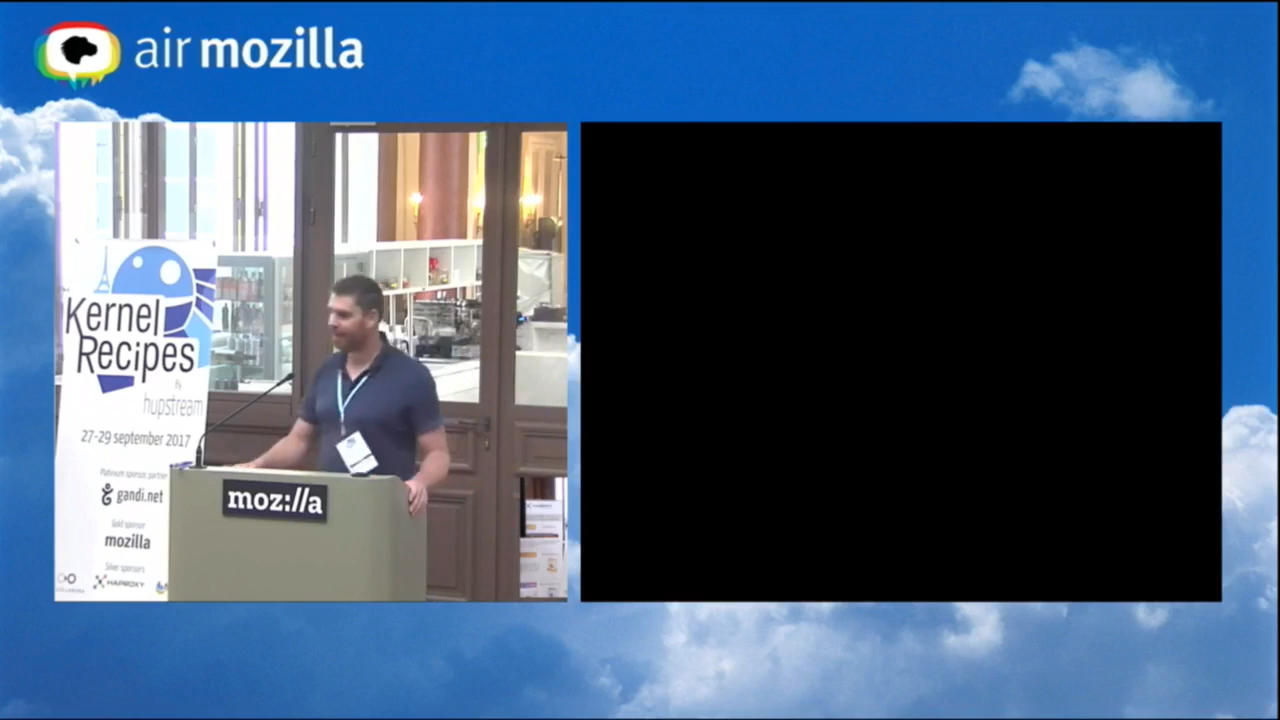 air mozilla
Kernel
Recipes
By
hupstream
27-29 september 2017
Platinum sponsor, partner
gandi.net
Gold sponsor
mozilla
Silver sponsors
HAPROXY
moz://a